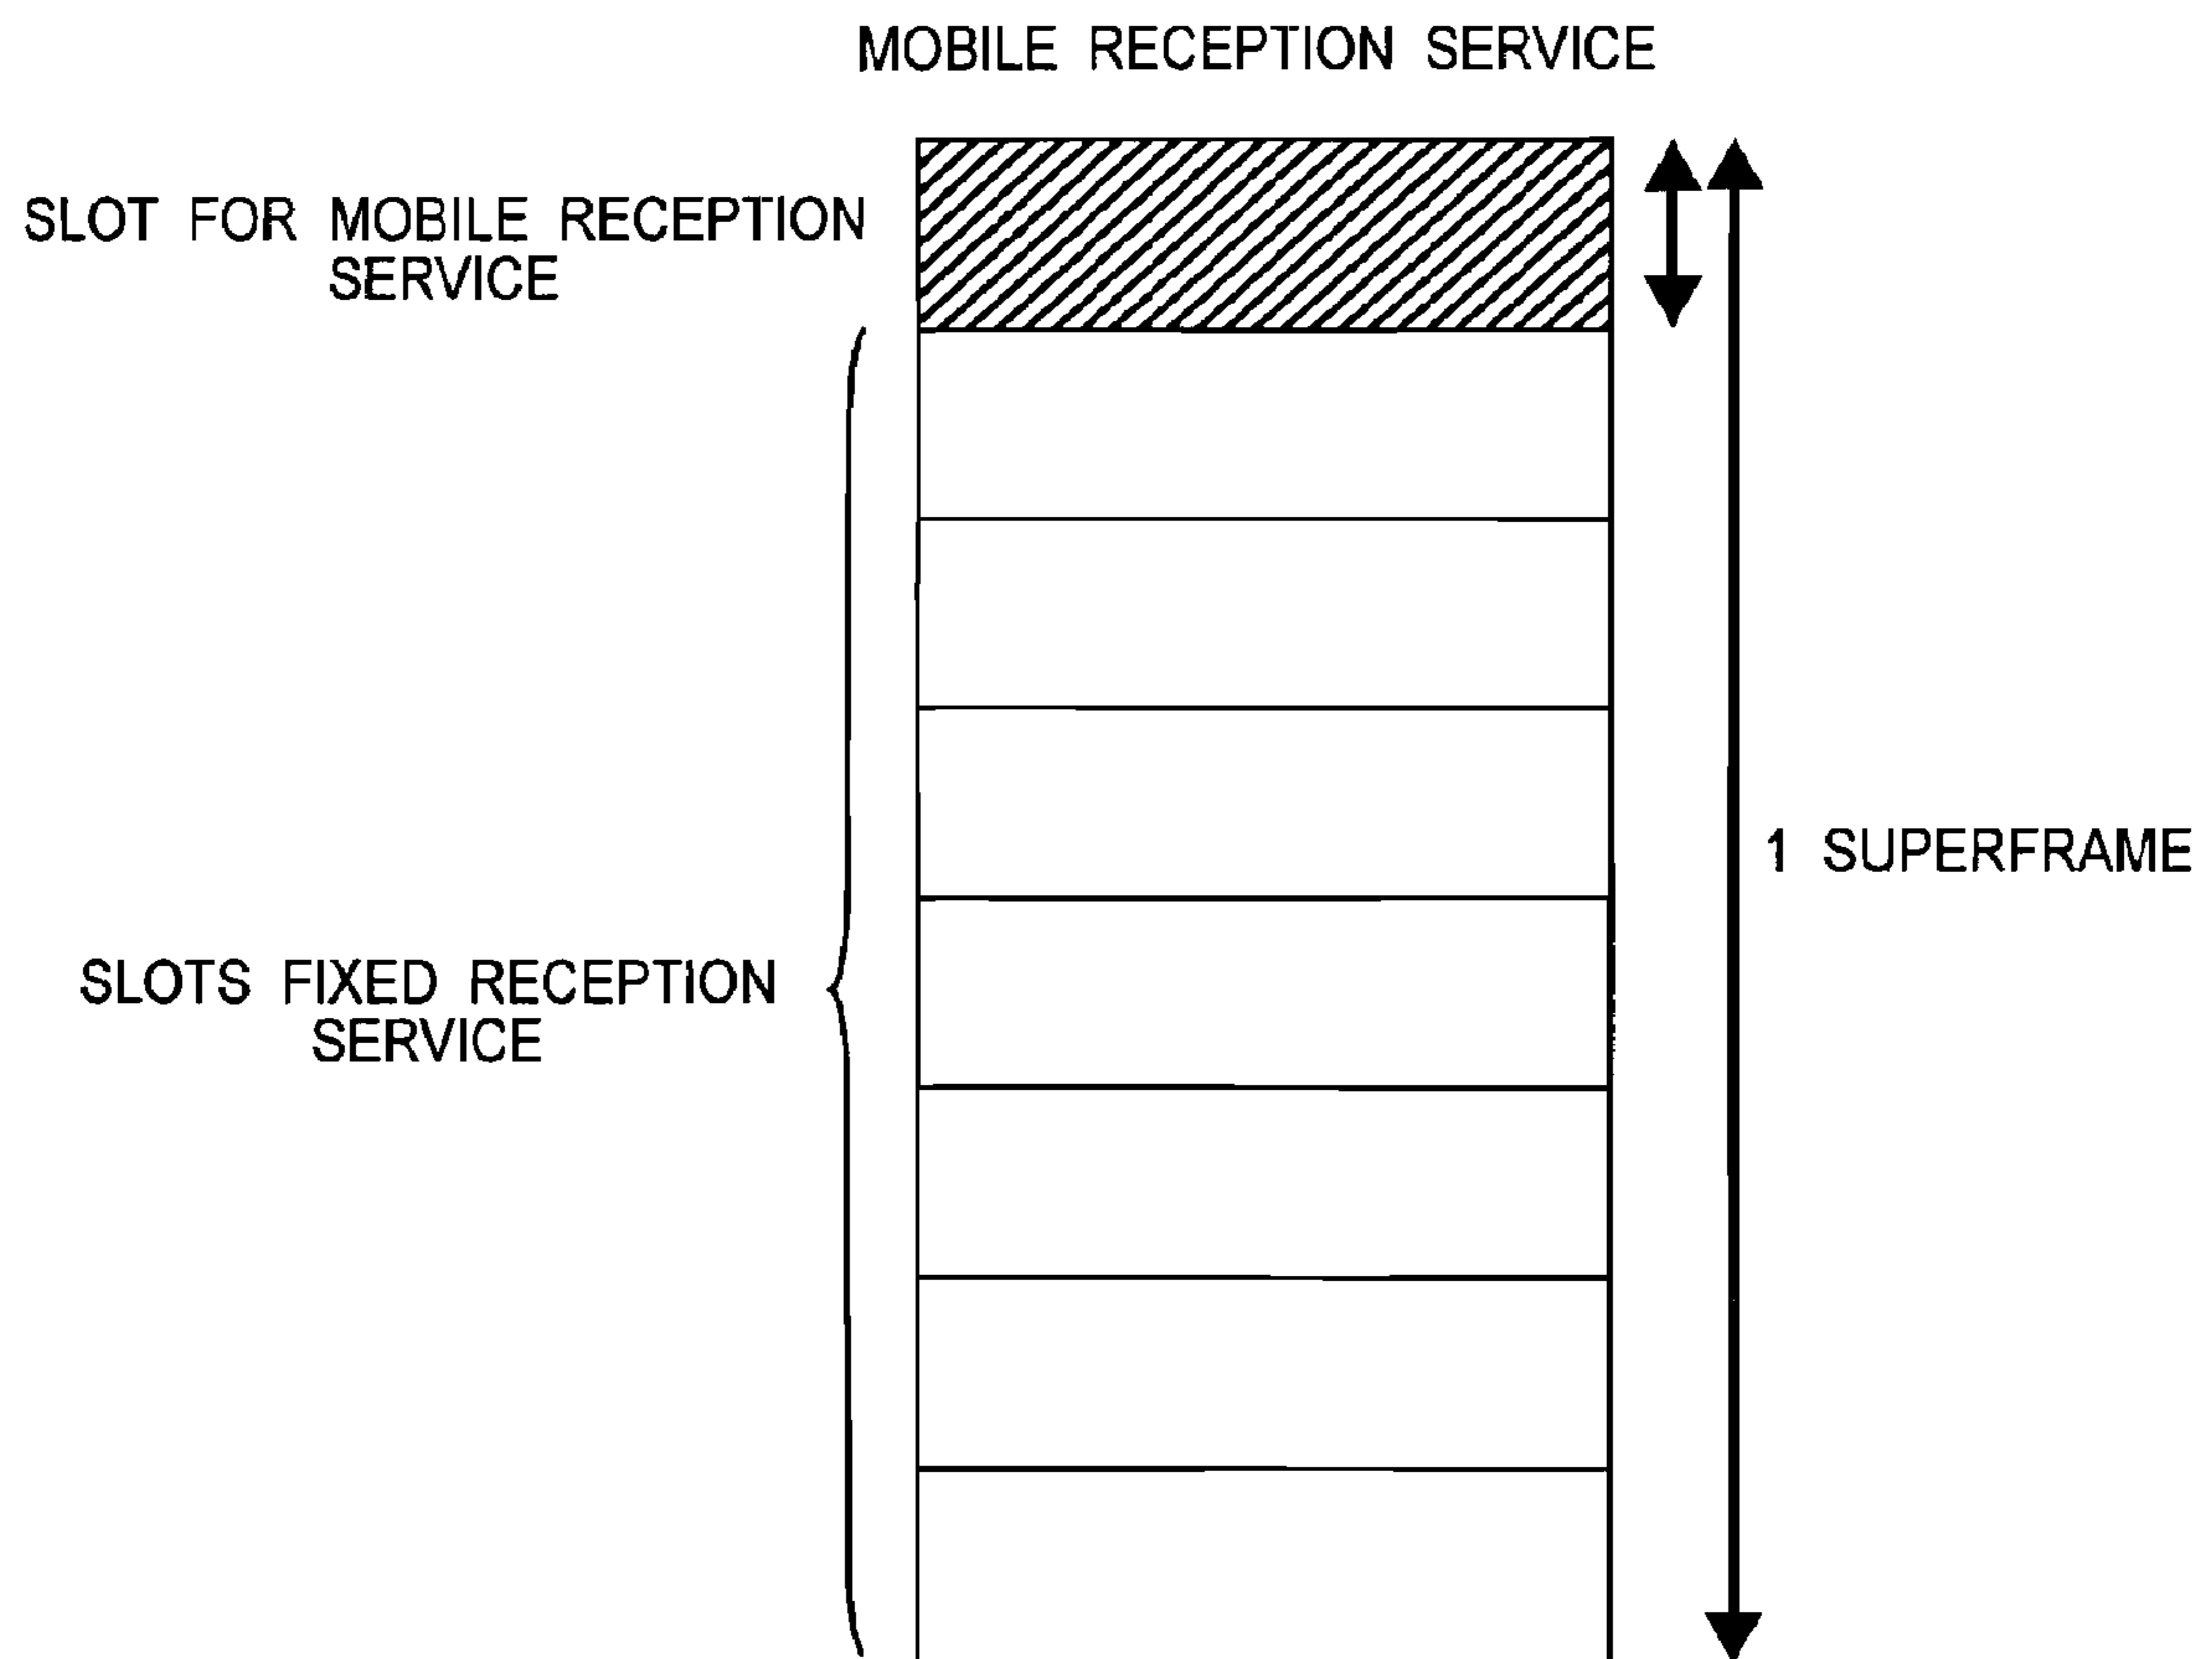 MOBILE RECEPTION SERVICE
SLOT FOR MOBILE RECEPTION
SERVICE
1 SUPERFRAME
SLOTS FIXED RECEPTION
SERVICE